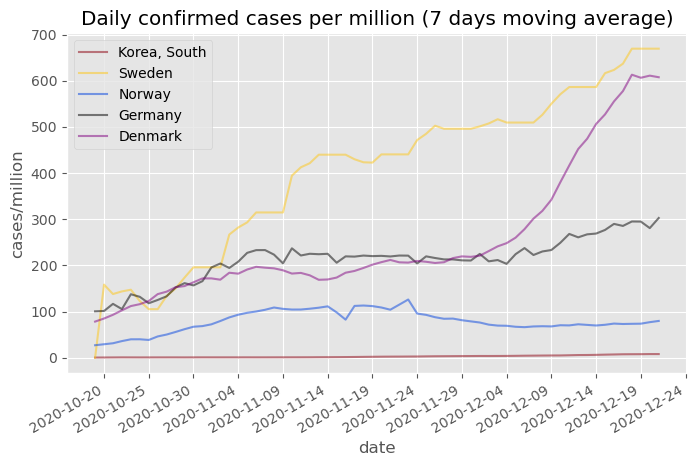 Daily confirmed cases per million (7 days moving average)
700
600
500
400
300
200
100
0
cases/million
Korea, South
Sweden
Norway
Germany
Denmark
2020-10-20
2020-10-25
2020-10-30
2020-11-04
2020-11-09
2020-11-14
2020-11-19
2020-11-24
2020-11-29
2020-12-04
2020-12-09
2020-12-14
2020-12-19
2020-12-24
date